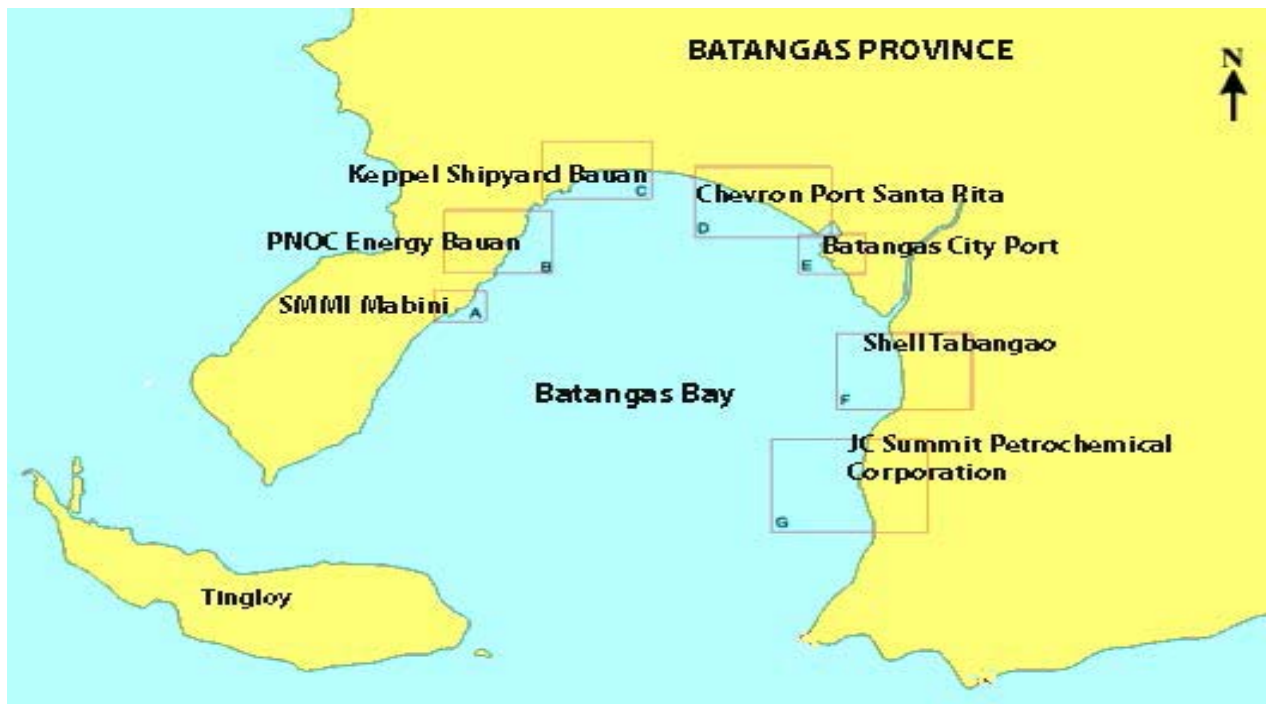 BATANGAS PROVINCE
N
Keppel Shipyard Bauan
C
Chevron Port Santa Rita
D
PNOC Energy Bauan
B
Batangas City Port
E
SMMI Mabini
A
Shell Tabangao
F
Batangas Bay
JC Summit Petrochemical
Corporation
G
Tingloy